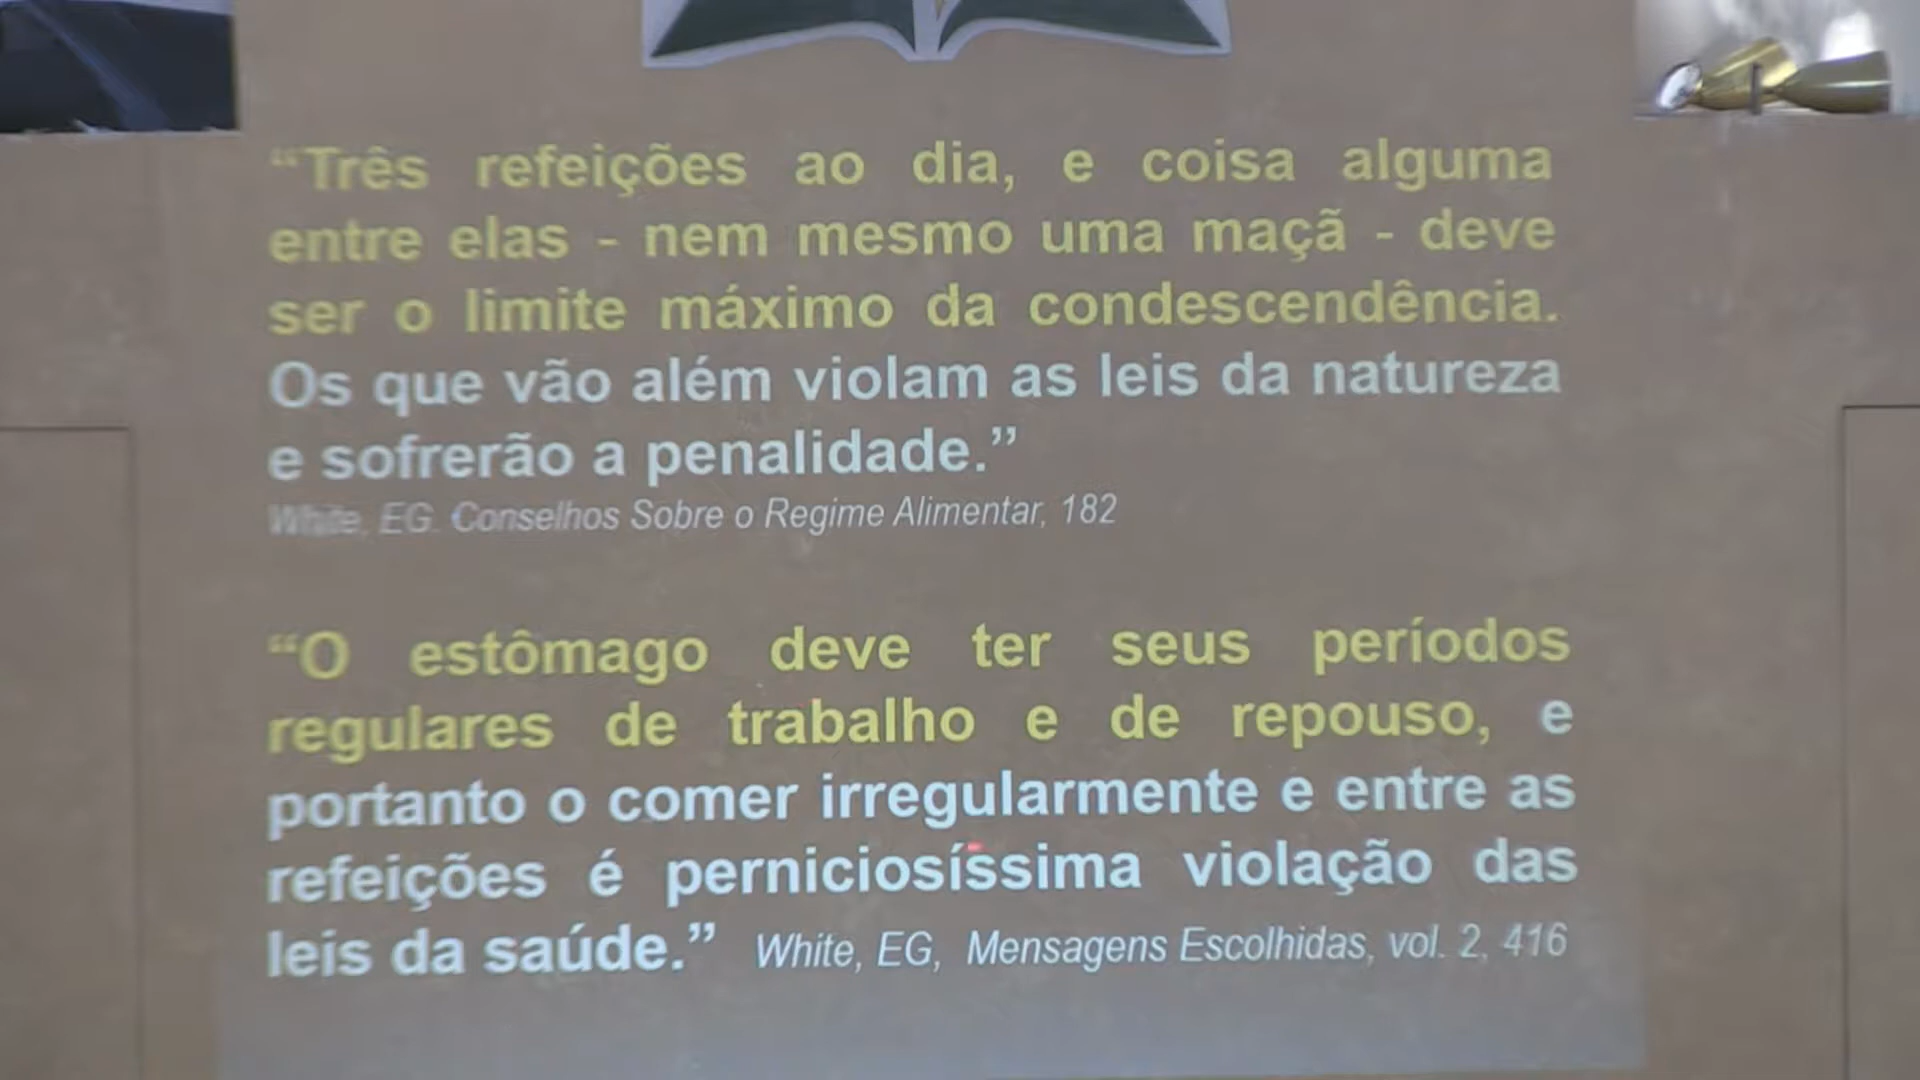 “Três refeições ao dia, e coisa alguma
entre elas - nem mesmo uma maçã - deve
ser o limite máximo da condescendência.
Os que vão além violam as leis da natureza
e sofrerão a penalidade.”
White, EG. Conselhos Sobre o Regime Alimentar, 182
“O estômago deve ter seus períodos
regulares de trabalho e de repouso, e
portanto o comer irregularmente e entre as
refeições é perniciosíssima violação das
leis da saúde.” White, EG, Mensagens Escolhidas, vol. 2, 416